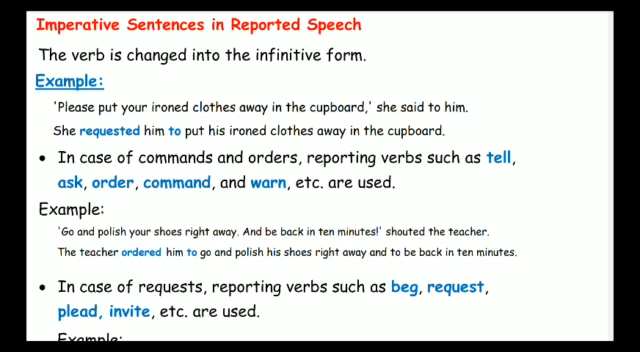 Imperative Sentences in Reported Speech
The verb is changed into the infinitive form.
Example:
'Please put your ironed clothes away in the cupboard,' she said to him.
She requested him to put his ironed clothes away in the cupboard.
• In case of commands and orders, reporting verbs such as tell,
ask, order, command, and warn, etc. are used.
Example:
'Go and polish your shoes right away. And be back in ten minutes!' shouted the teacher.
The teacher ordered him to go and polish his shoes right away and to be back in ten minutes.
• In case of requests, reporting verbs such as beg, request,
plead, invite, etc. are used.
Example: